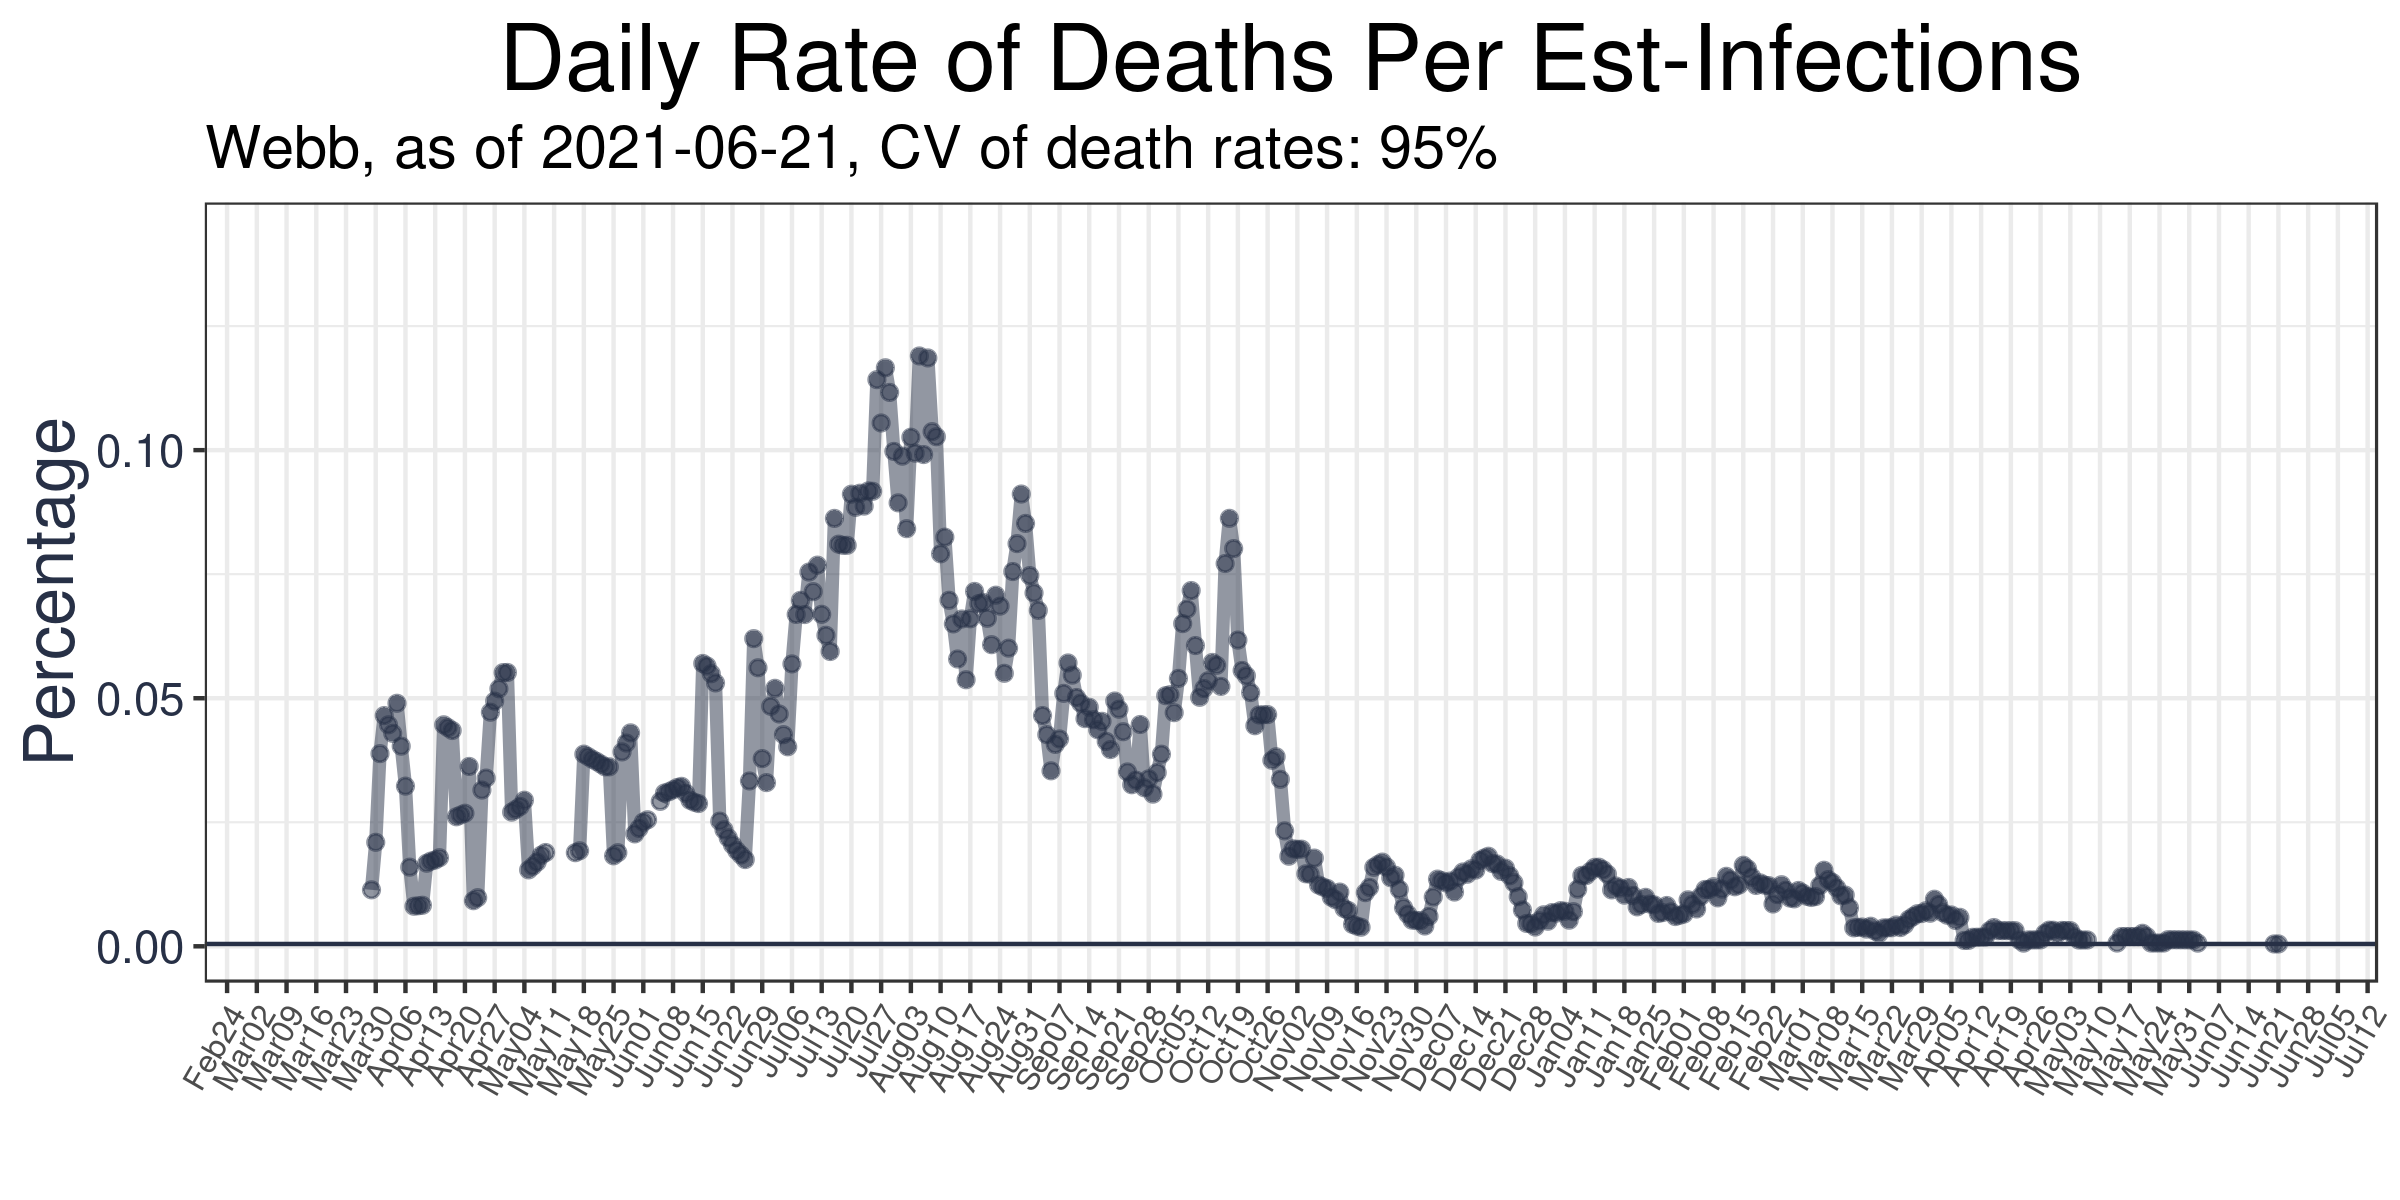 Daily Rate of Deaths Per Est-Infections
Webb, as of 2021-06-21, CV of death rates: 95%
Percentage
0.10
0.05
0.00
Feb24
Mar02
Mar09
Mar16
Mar23
Mar30
Apr06
Apr13
Apr20
Apr27
May04
May11
May18
May25
Jun01
Jun08
Jun15
Jun22
Jun29
Jul06
Jul13
Jul20
Jul27
Aug03
Aug10
Aug17
Aug24
Aug31
Sep07
Sep14
Sep21
Sep28
Oct05
Oct12
Oct19
Oct26
Nov02
Nov09
Nov16
Nov23
Nov30
Dec07
Dec14
Dec21
Dec28
Dec04
Jan11
Jan18
Jan25
Feb01
Feb08
Feb15
Feb22
Mar01
Mar08
Mar15
Mar22
Mar29
Apr05
Apr12
Apr19
Apr26
May03
May10
May17
May24
May31
May07
Jun14
Jun21
Jun28
Jul05
Jul12